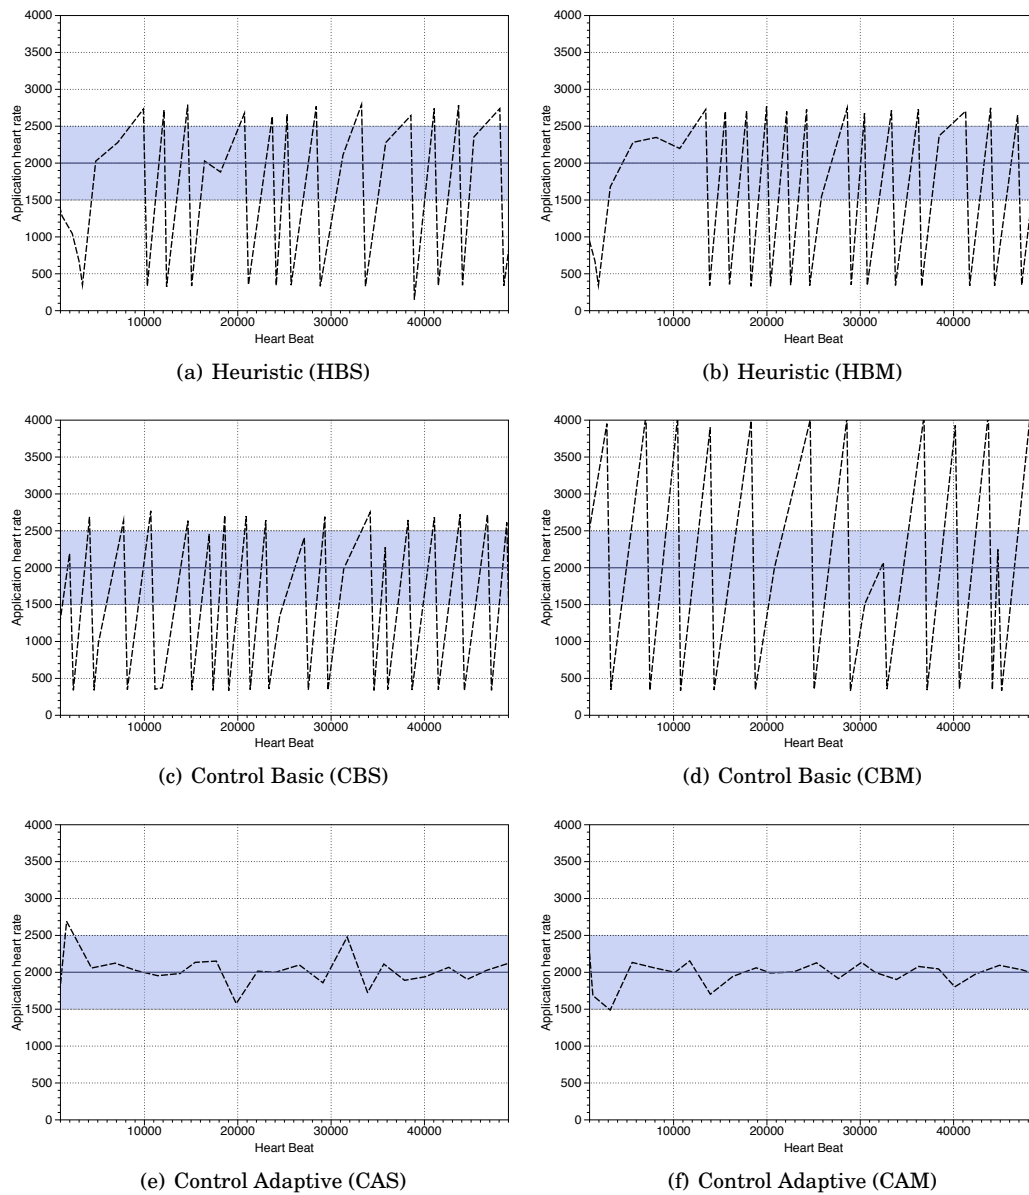 4000 4000
3500 3500
3000 3000
2500 2500
2000 2000
1500 1500
1000 1000
500 500
0 0
Application heart rate Application heart rate
10000 20000 30000 40000 10000 20000 30000 40000
Heart Beat Heart Beat
(a) Heuristic (HBS) (b) Heuristic (HBM)
4000 4000
3500 3500
3000 3000
2500 2500
2000 2000
1500 1500
1000 1000
500 500
0 0
Application heart rate Application heart rate
10000 20000 30000 40000 10000 20000 30000 40000
Heart Beat Heart Beat
(c) Control Basic (CBS) (d) Control Basic (CBM)
4000 4000
3500 3500
3000 3000
2500 2500
2000 2000
1500 1500
1000 1000
500 500
0 0
Application heart rate Application heart rate
10000 20000 30000 40000 10000 20000 30000 40000
Heart Beat Heart Beat
(e) Control Adaptive (CAS) (f) Control Adaptive (CAM)